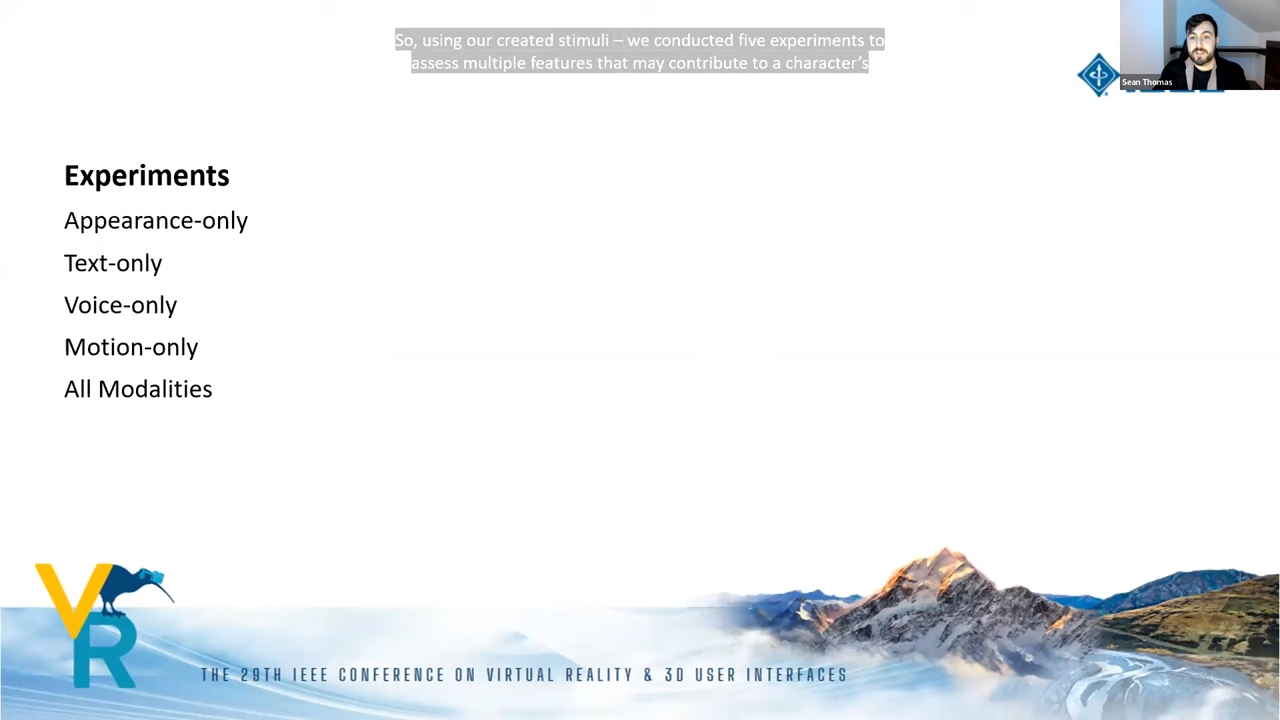 So, using our created stimuli – we conducted five experiments to
assess multiple features that may contribute to a character's
Sean Thomas
Experiments
Appearance-only
Text-only
Voice-only
Motion-only
All Modalities
VR
THE 29TH IEEE CONFERENCE ON VIRTUAL REALITY & 3D USER INTERFACES